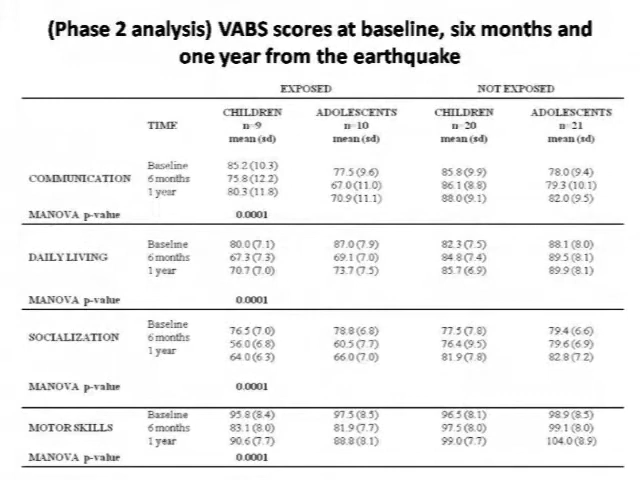 (Phase 2 analysis) VABS scores at baseline, six months and
one year from the earthquake
EXPOSED NOT EXPOSED
CHILDREN ADOLESCENTS CHILDREN ADOLESCENTS
TIME n=9 n=10 n=20 n=21
mean (sd) mean (sd) mean (sd) mean (sd)
COMMUNICATION
Baseline 85.2 (10.3) 77.5 (9.6) 85.8 (9.9) 78.0 (9.4)
6 months 75.8 (12.2) 67.0 (11.0) 86.1 (8.8) 79.3 (10.1)
1 year 80.3 (11.8) 70.9 (11.1) 88.0 (9.1) 82.0 (9.5)
MANOVA p-value 0.0001
DAILY LIVING
Baseline 80.0 (7.1) 87.0 (7.9) 82.3 (7.5) 88.1 (8.0)
6 months 67.3 (7.3) 69.1 (7.0) 84.8 (7.4) 89.5 (8.1)
1 year 70.7 (7.0) 73.7 (7.5) 85.7 (6.9) 89.9 (8.1)
MANOVA p-value 0.0001
SOCIALIZATION
Baseline 76.5 (7.0) 78.8 (6.8) 77.5 (7.8) 79.4 (6.6)
6 months 56.0 (6.8) 60.5 (7.7) 76.4 (9.5) 79.6 (6.9)
1 year 64.0 (6.3) 66.0 (7.0) 81.9 (7.8) 82.8 (7.2)
MANOVA p-value 0.0001
MOTOR SKILLS
Baseline 95.8 (8.4) 97.5 (8.5) 96.5 (8.1) 98.9 (8.5)
6 months 83.1 (8.0) 81.9 (7.7) 97.5 (8.0) 99.1 (8.0)
1 year 90.6 (7.7) 88.8 (8.1) 99.0 (7.7) 104.0 (8.9)
MANOVA p-value 0.0001